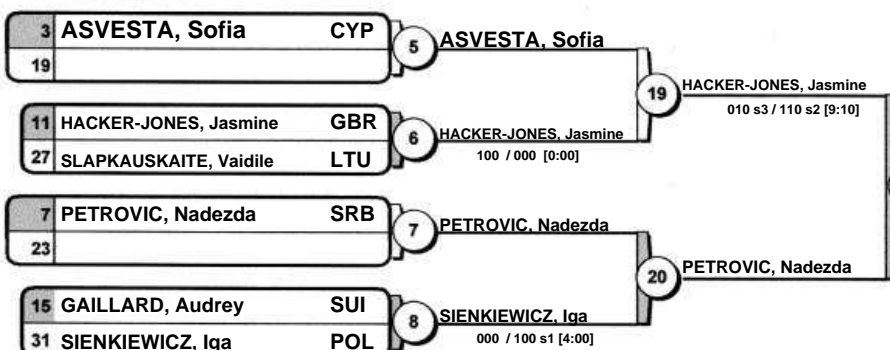 3 ASVESTA, Sofia CYP
19
5
ASVESTA, Sofia
11 HACKER-JONES, Jasmine GBR
27 SLAPKAUSKAITE, Vaidile LTU
6
HACKER-JONES, Jasmine
100 / 000 [0:00]
19
HACKER-JONES, Jasmine
010 s3 / 110 s2 [9:10]
7 PETROVIC, Nadezda SRB
23
7
PETROVIC, Nadezda
15 GAILLARD, Audrey SUI
31 SIENKIEWICZ, Iga POL
8
SIENKIEWICZ, Iga
000 / 100 s1 [4:00]
20
PETROVIC, Nadezda